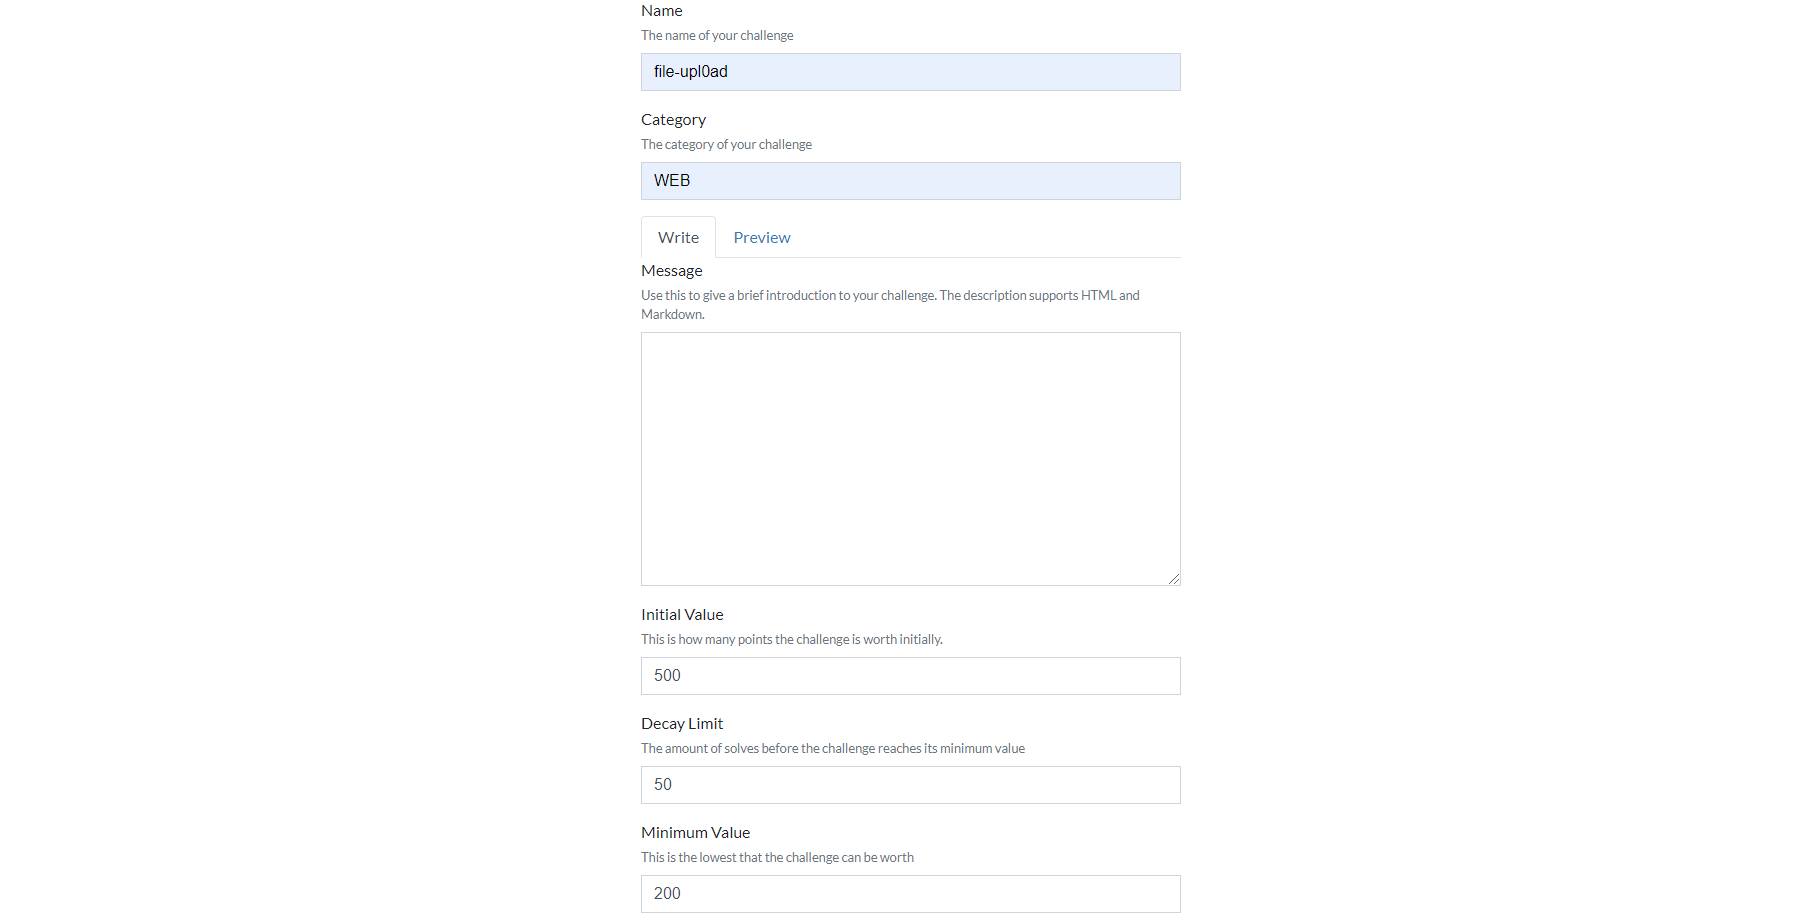 Name
The name of your challenge
file-upl0ad
Category
The category of your challenge
WEB
Write Preview
Message
Use this to give a brief introduction to your challenge. The description supports HTML and
Markdown.
Initial Value
This is how many points the challenge is worth initially.
500
Decay Limit
The amount of solves before the challenge reaches its minimum value
50
Minimum Value
This is the lowest that the challenge can be worth
200